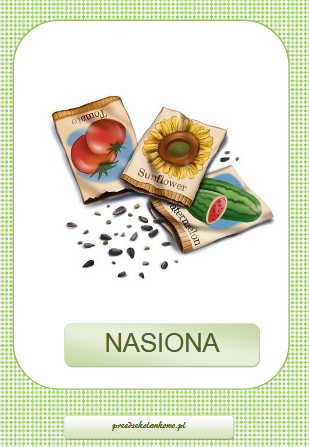 Tomato
Sunflower
Watermelon
NASIONA
przedszkolankowo.pl